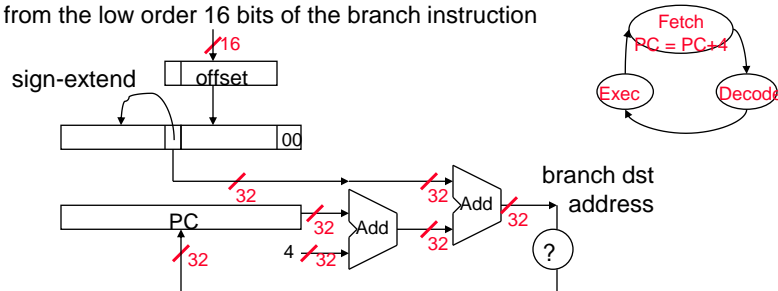 from the low order 16 bits of the branch instruction
16
offset
sign-extend
00
Fetch
PC = PC+4
Exec
Decode
32
32
32
branch dst
address
PC
32
Add
32
Add
32
4
32
32
?